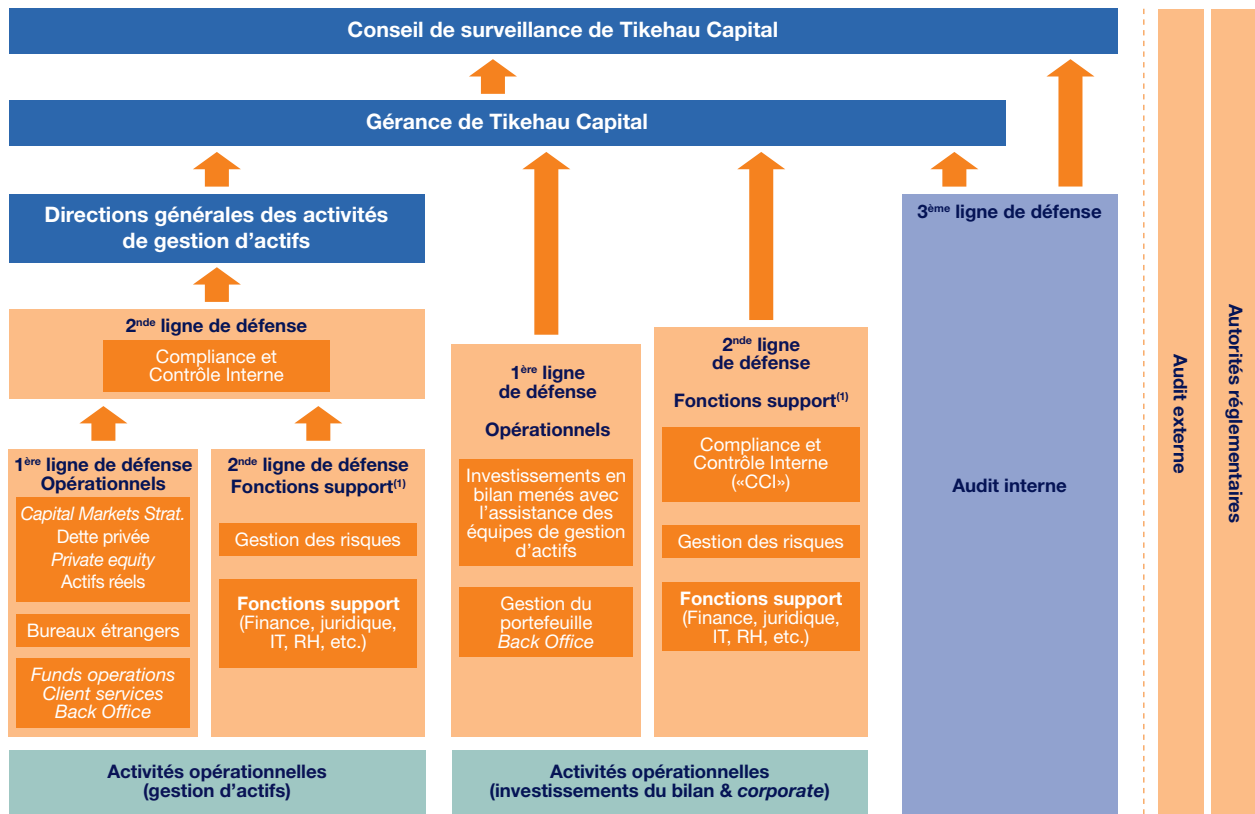 Conseil de surveillance de Tikehau Capital
Gérance de Tikehau Capital
Directions générales des activités
de gestion d'actifs
2nde ligne de défense
Compliance et
Contrôle Interne
1ère ligne de défense
Opérationnels
Capital Markets Strat.
Dette privée
Private equity
Actifs réels
Bureaux étrangers
Funds operations
Client services
Back Office
2nde ligne de défense
Fonctions support(1)
Gestion des risques
Fonctions support
(Finance, juridique,
IT, RH, etc.)
Activités opérationnelles
(gestion d'actifs)
1ère ligne
de défense
Opérationnels
Investissements en
bilan menés avec
l'assistance des
équipes de gestion
d'actifs
Gestion du
portefeuille
Back Office
2nde ligne
de défense
Fonctions support(1)
Compliance et
Contrôle Interne
(«CCI»)
Gestion des risques
Fonctions support
(Finance, juridique,
IT, RH, etc.)
Activités opérationnelles
(investissements du bilan & corporate)
3ème ligne de défense
Audit interne
Audit externe
Autorités réglementaires